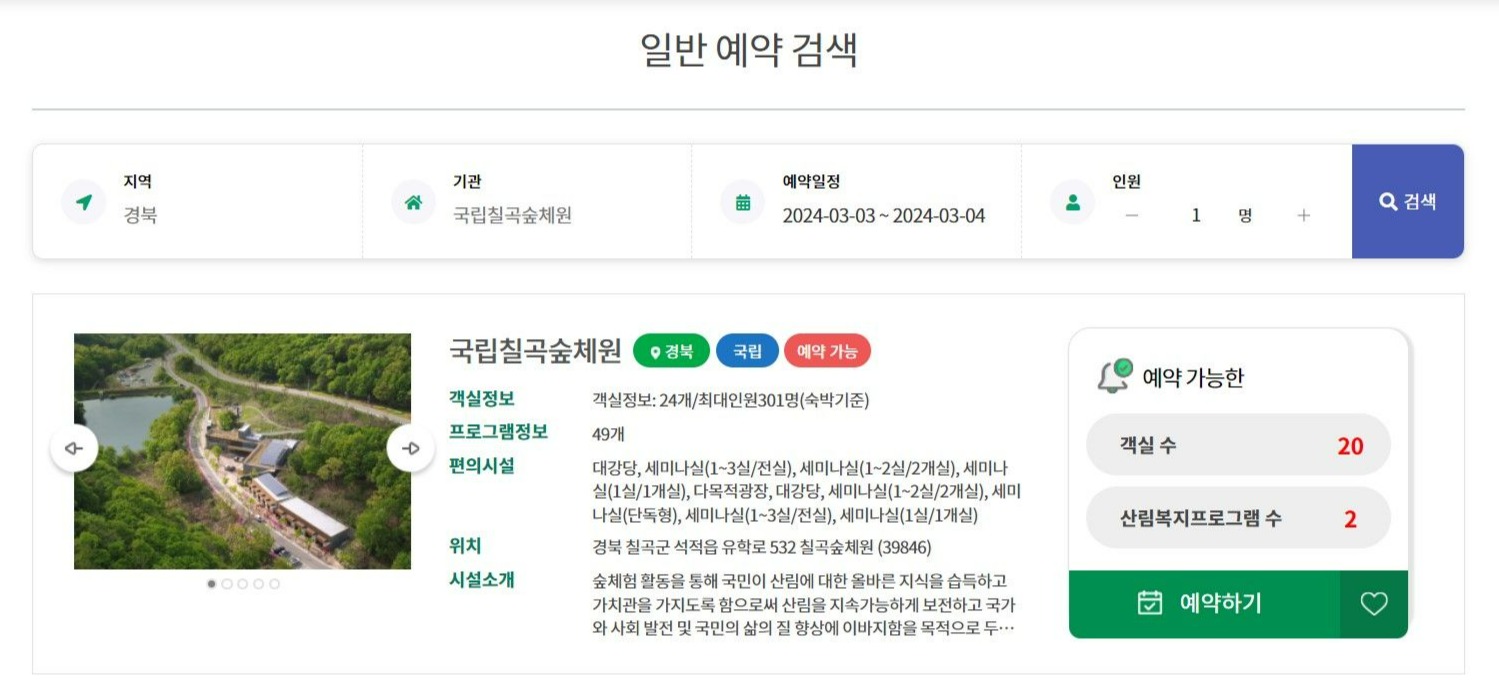 일반 예약 검색
지역
경북
기관
국립칠곡숲체원
예약일정
2024-03-03 ~ 2024-03-04
인원
− 1 명 +
검색
국립칠곡숲체원 경북 국립 예약 가능
객실정보 객실정보: 24개/최대인원301명(숙박기준)
프로그램정보 49개
편의시설 대강당, 세미나실(1~3실/전실), 세미나실(1~2실/2개실), 세미나
실(1실/1개실), 다목적광장, 대강당, 세미나실(1~2실/2개실), 세미
나실(단독형), 세미나실(1~3실/전실), 세미나실(1실/1개실)
위치 경북 칠곡군 석적읍 유학로 532 칠곡숲체원 (39846)
시설소개 숲체험 활동을 통해 국민이 산림에 대한 올바른 지식을 습득하고
가치관을 가지도록 함으로써 산림을 지속가능하게 보전하고 국가
와 사회 발전 및 국민의 삶의 질 향상에 이바지함을 목적으로 두…
예약 가능한
객실 수 20
산림복지프로그램 수 2
예약하기